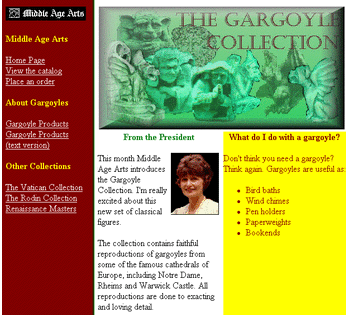 Middle Age Arts
THE GARGOYLE
COLLECTION
Middle Age Arts
Home Page
View the catalog
Place an order
About Gargoyles
Gargoyle Products
Gargoyle Products
(text version)
Other Collections
The Vatican Collection
The Rodin Collection
Renaissance Masters
From the President
This month Middle
Age Arts introduces
the Gargoyle
Collection. I'm really
excited about this
new set of classical
figures.
The collection contains faithful
reproductions of gargoyles from
some of the famous cathedrals of
Europe, including Notre Dame,
Rheims and Warwick Castle. All
reproductions are done to exacting
and loving detail.
What do I do with a gargoyle?
Don't think you need a gargoyle?
Think again. Gargoyles are useful as:
• Bird baths
• Wind chimes
• Pen holders
• Paperweights
• Bookends